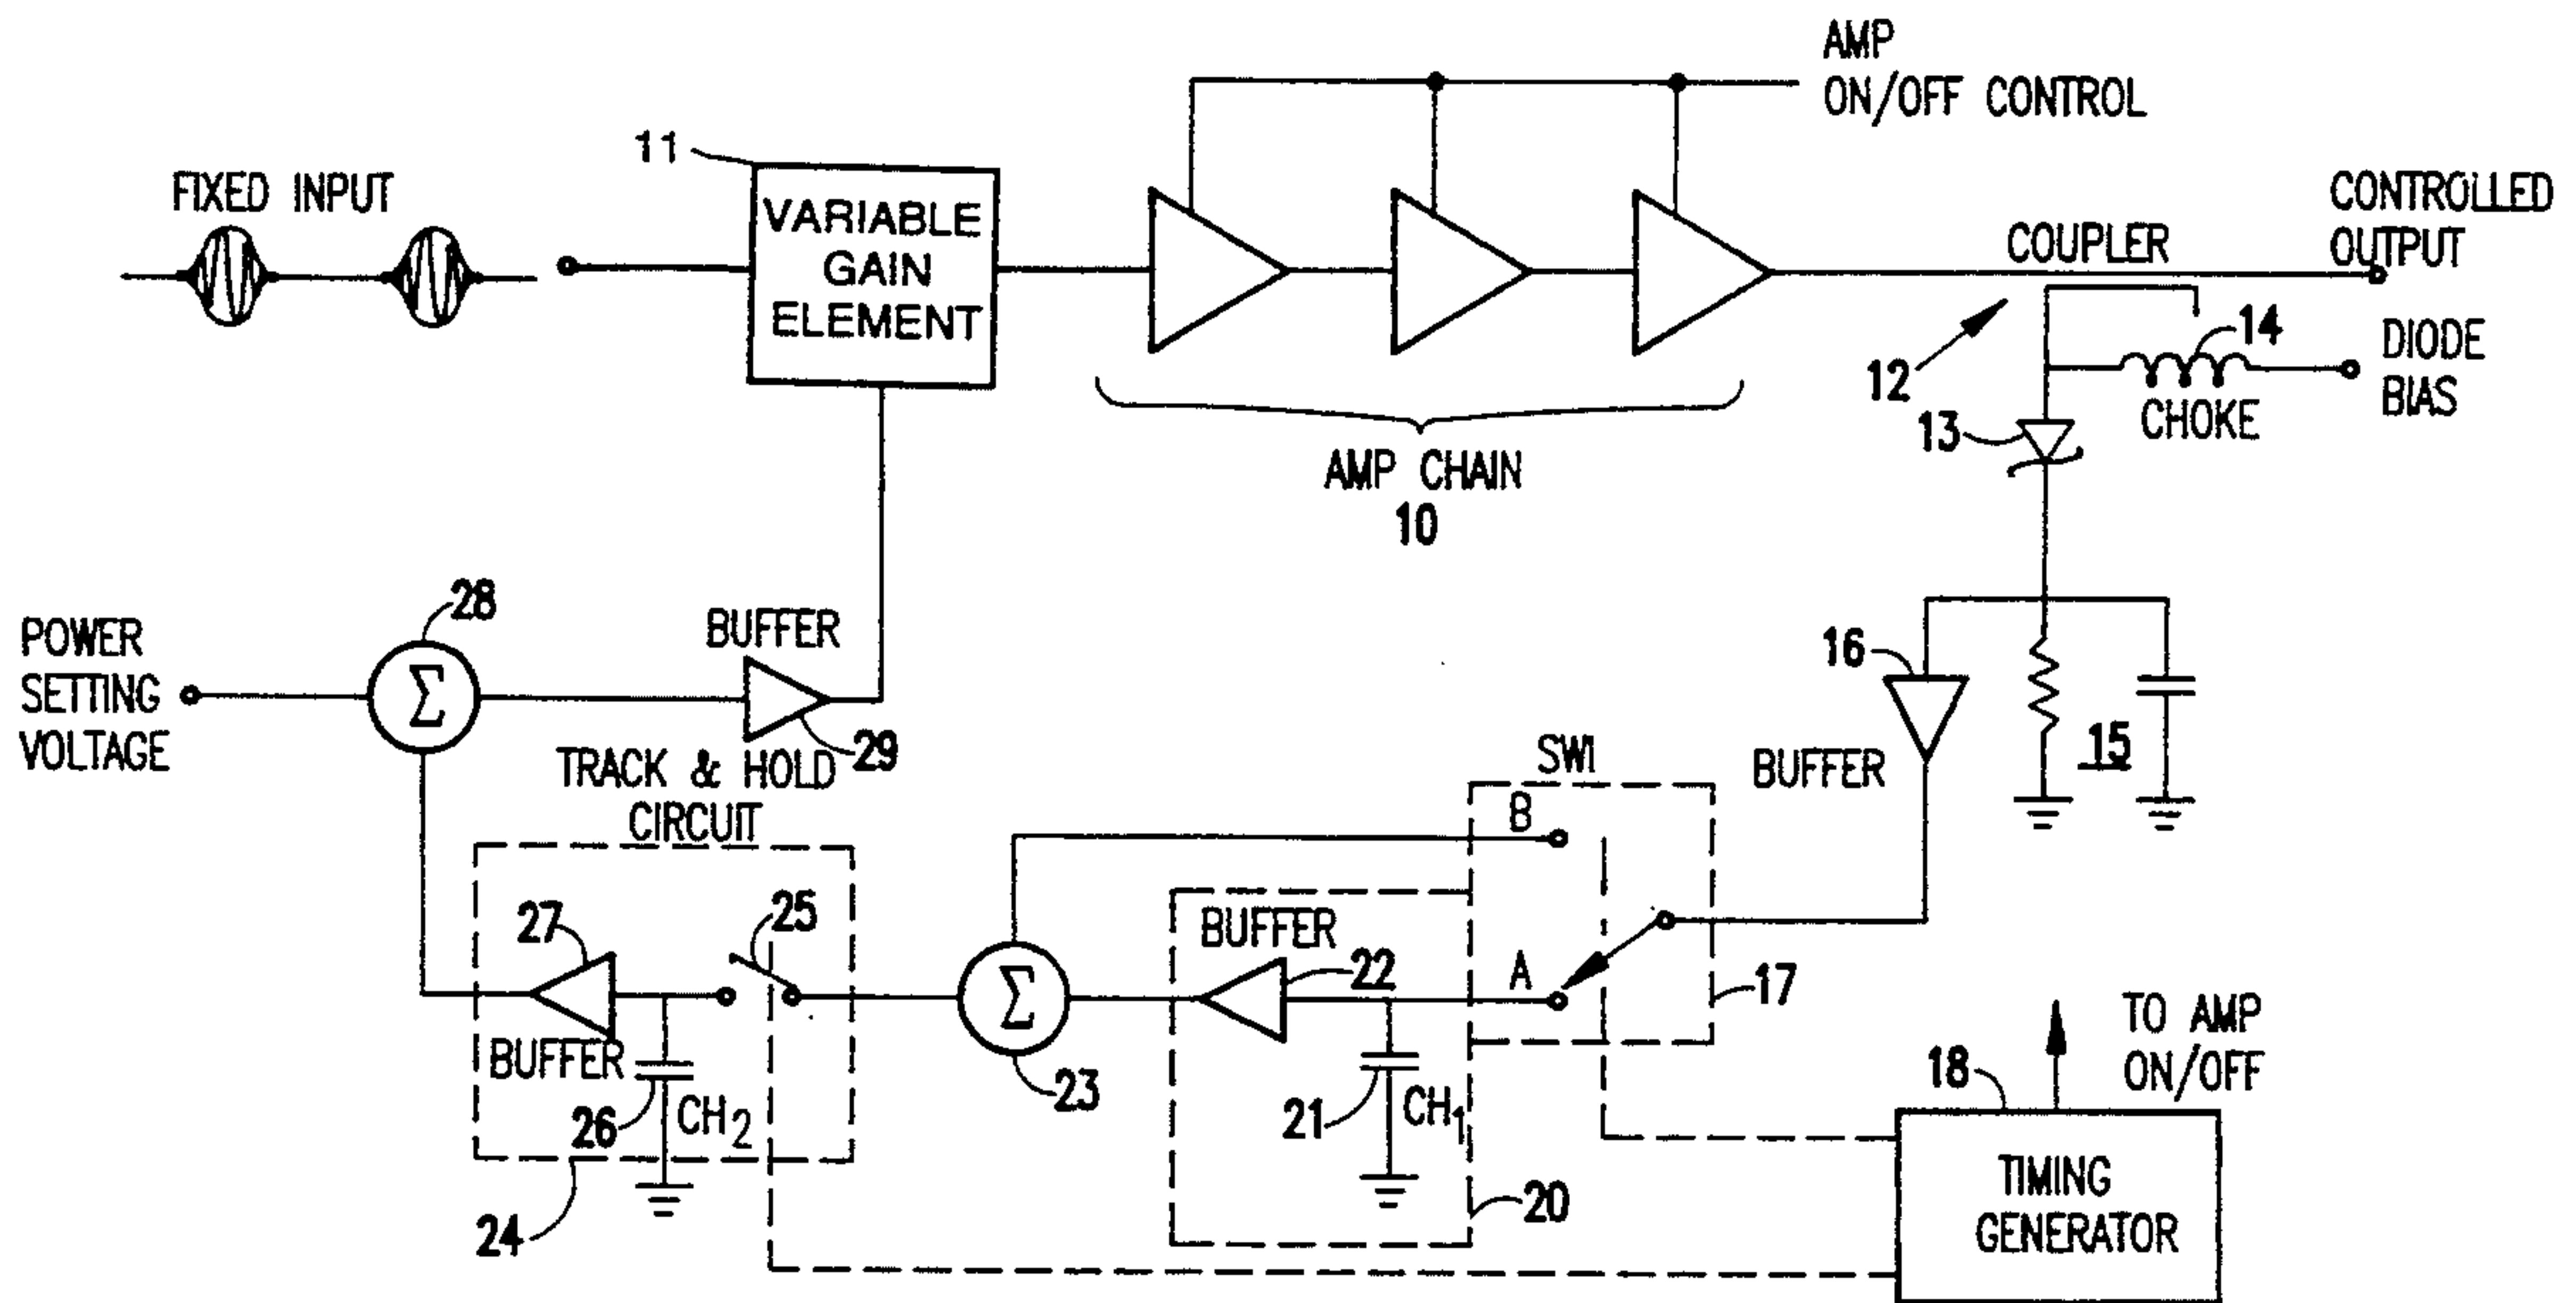 AMP
ON/OFF CONTROL
11
FIXED INPUT
VARIABLE
GAIN
ELEMENT
CONTROLLED
OUTPUT
COUPLER
14
DIODE
BIAS
12
CHOKE
13
AMP CHAIN
10
28
POWER
SETTING
VOLTAGE
Σ
BUFFER
29
16
15
BUFFER
TRACK & HOLD
CIRCUIT
SW1
B
A
17
27
25
BUFFER
22
BUFFER
26
CH2
Σ
23
21
CH1
20
24
18
TO AMP
ON/OFF
TIMING
GENERATOR